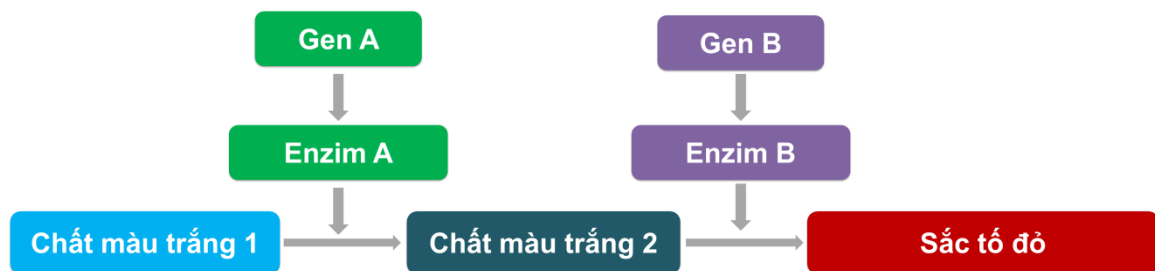 Gen A
Gen B
Enzim A
Enzim B
Chất màu trắng 1
Chất màu trắng 2
Sắc tố đỏ